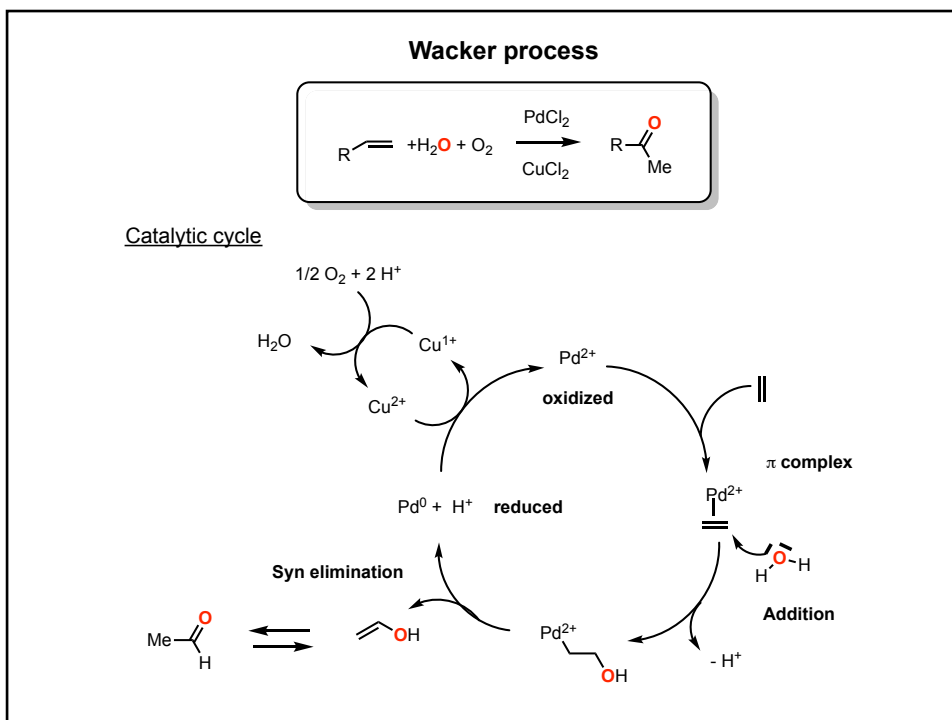 Wacker process
PdCl₂
R +H₂O + O₂ R O
CuCl₂ Me
Catalytic cycle
1/2 O₂ + 2 H⁺
H₂O Cu¹⁺ Pd²⁺
Cu²⁺ oxidized
π complex
Pd²⁺
Pd⁰ + H⁺ reduced
H O H
Syn elimination
Addition
O
Me OH Pd²⁺
H - H⁺
OH